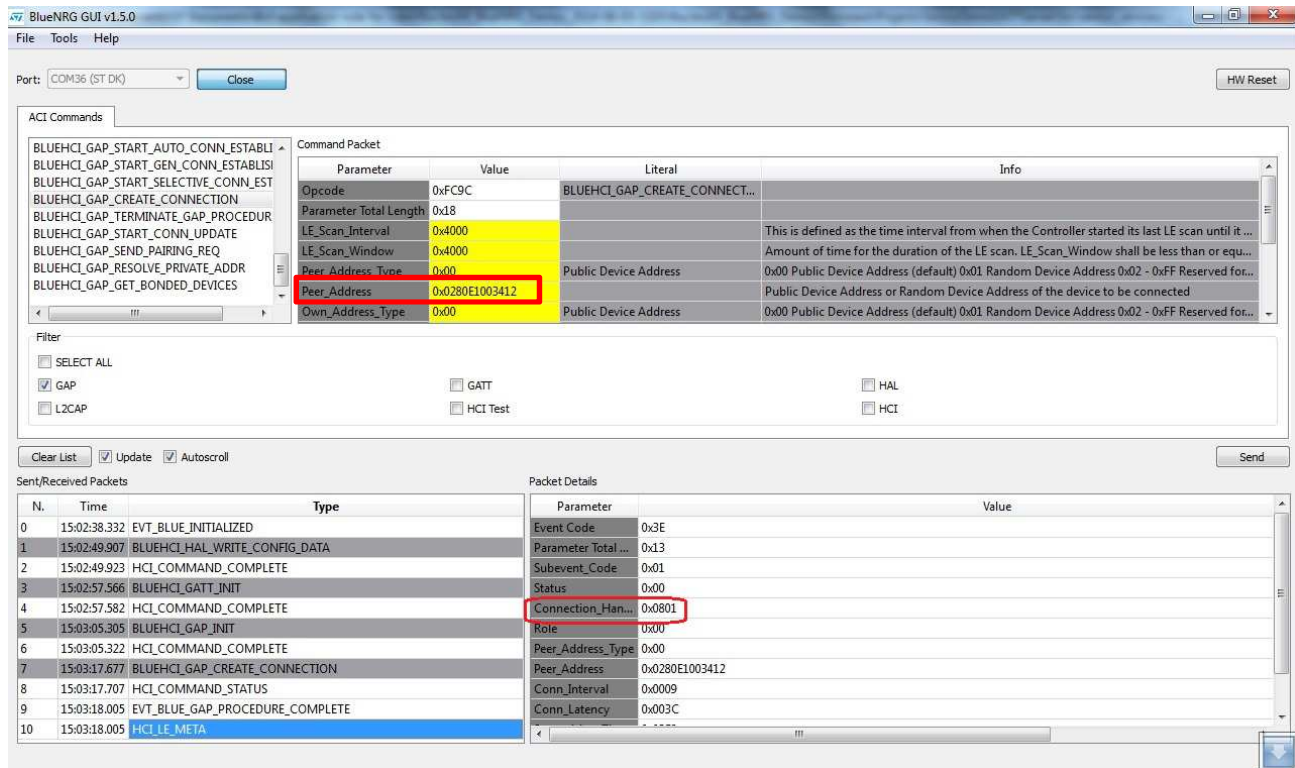 BlueNRG GUI v1.5.0
File Tools Help
Port: COM36 (ST DK) Close HW Reset
ACI Commands
BLUEHCI_GAP_START_AUTO_CONN_ESTABLI
BLUEHCI_GAP_START_GEN_CONN_ESTABLISI
BLUEHCI_GAP_START_SELECTIVE_CONN_EST
BLUEHCI_GAP_CREATE_CONNECTION
BLUEHCI_GAP_TERMINATE_GAP_PROCEDUR
BLUEHCI_GAP_START_CONN_UPDATE
BLUEHCI_GAP_SEND_PAIRING_REQ
BLUEHCI_GAP_RESOLVE_PRIVATE_ADDR
BLUEHCI_GAP_GET_BONDED_DEVICES
Command Packet
Parameter Value Literal Info
Opcode 0xFC9C BLUEHCI_GAP_CREATE_CONNECT...
Parameter Total Length 0x18
LE_Scan_Interval 0x4000 This is defined as the time interval from when the Controller started its last LE scan until it ...
LE_Scan_Window 0x4000 Amount of time for the duration of the LE scan. LE_Scan_Window shall be less than or equ...
Peer_Address_Type 0x00 Public Device Address 0x00 Public Device Address (default) 0x01 Random Device Address 0x02 - 0xFF Reserved for...
Peer_Address 0x0280E1003412 Public Device Address or Random Device Address of the device to be connected
Own_Address_Type 0x00 Public Device Address 0x00 Public Device Address (default) 0x01 Random Device Address 0x02 - 0xFF Reserved for...
Filter
SELECT ALL
GAP GATT HAL
L2CAP HCI Test HCI
Clear List Update Autoscroll Send
Sent/Received Packets
N. Time Type
0 15:02:38.332 EVT_BLUE_INITIALIZED
1 15:02:49.907 BLUEHCI_HAL_WRITE_CONFIG_DATA
2 15:02:49.923 HCI_COMMAND_COMPLETE
3 15:02:57.566 BLUEHCI_GATT_INIT
4 15:02:57.582 HCI_COMMAND_COMPLETE
5 15:03:05.305 BLUEHCI_GAP_INIT
6 15:03:05.322 HCI_COMMAND_COMPLETE
7 15:03:17.677 BLUEHCI_GAP_CREATE_CONNECTION
8 15:03:17.707 HCI_COMMAND_STATUS
9 15:03:18.005 EVT_BLUE_GAP_PROCEDURE_COMPLETE
10 15:03:18.005 HCI_LE_META
Packet Details
Parameter Value
Event Code 0x3E
Parameter Total ... 0x13
Subevent_Code 0x01
Status 0x00
Connection_Han... 0x0801
Role 0x00
Peer_Address_Type 0x00
Peer_Address 0x0280E1003412
Conn_Interval 0x0009
Conn_Latency 0x003C